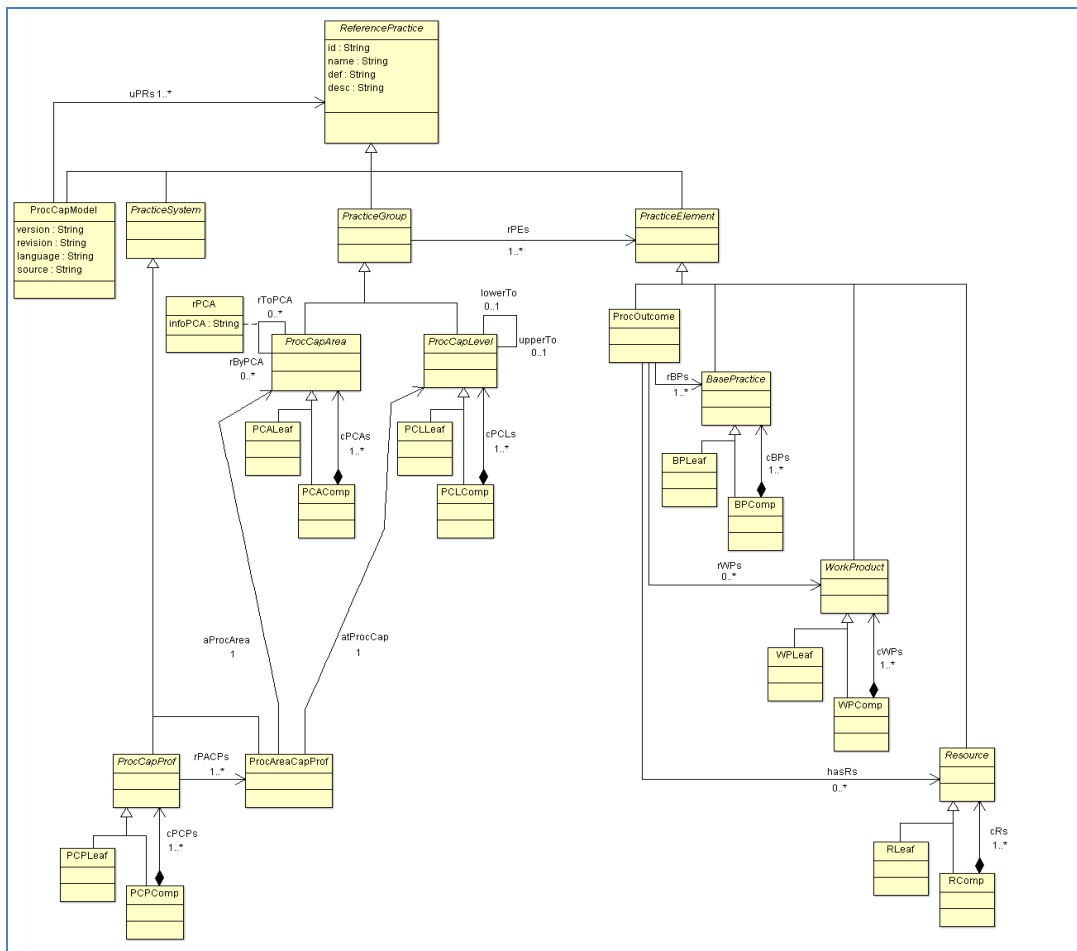 ReferencePractice
id : String
name : String
def : String
desc : String
uPRs 1..*
ProcCapModel
version : String
revision : String
language : String
source : String
PracticeSystem
PracticeGroup
rPEs
1..*
PracticeElement
rPCA
infoPCA : String
rToPCA
0..*
ProcCapArea
rByPCA
0..*
lowerTo
0..1
ProcCapLevel
upperTo
0..1
ProcOutcome
rBPs
1..*
BasePractice
PCALeaf
cPCAs
1..*
PCAComp
PCLLeaf
cPCLs
1..*
PCLComp
BPLeaf
cBPs
1..*
BPComp
rWPs
0..*
WorkProduct
aProcArea
1
atProcCap
1
WPLeaf
cWPs
1..*
WPComp
ProcCapProf
rPACPs
1..*
ProcAreaCapProf
hasRs
0..*
Resource
PCPLeaf
cPCPs
1..*
PCPComp
RLeaf
cRs
1..*
RComp